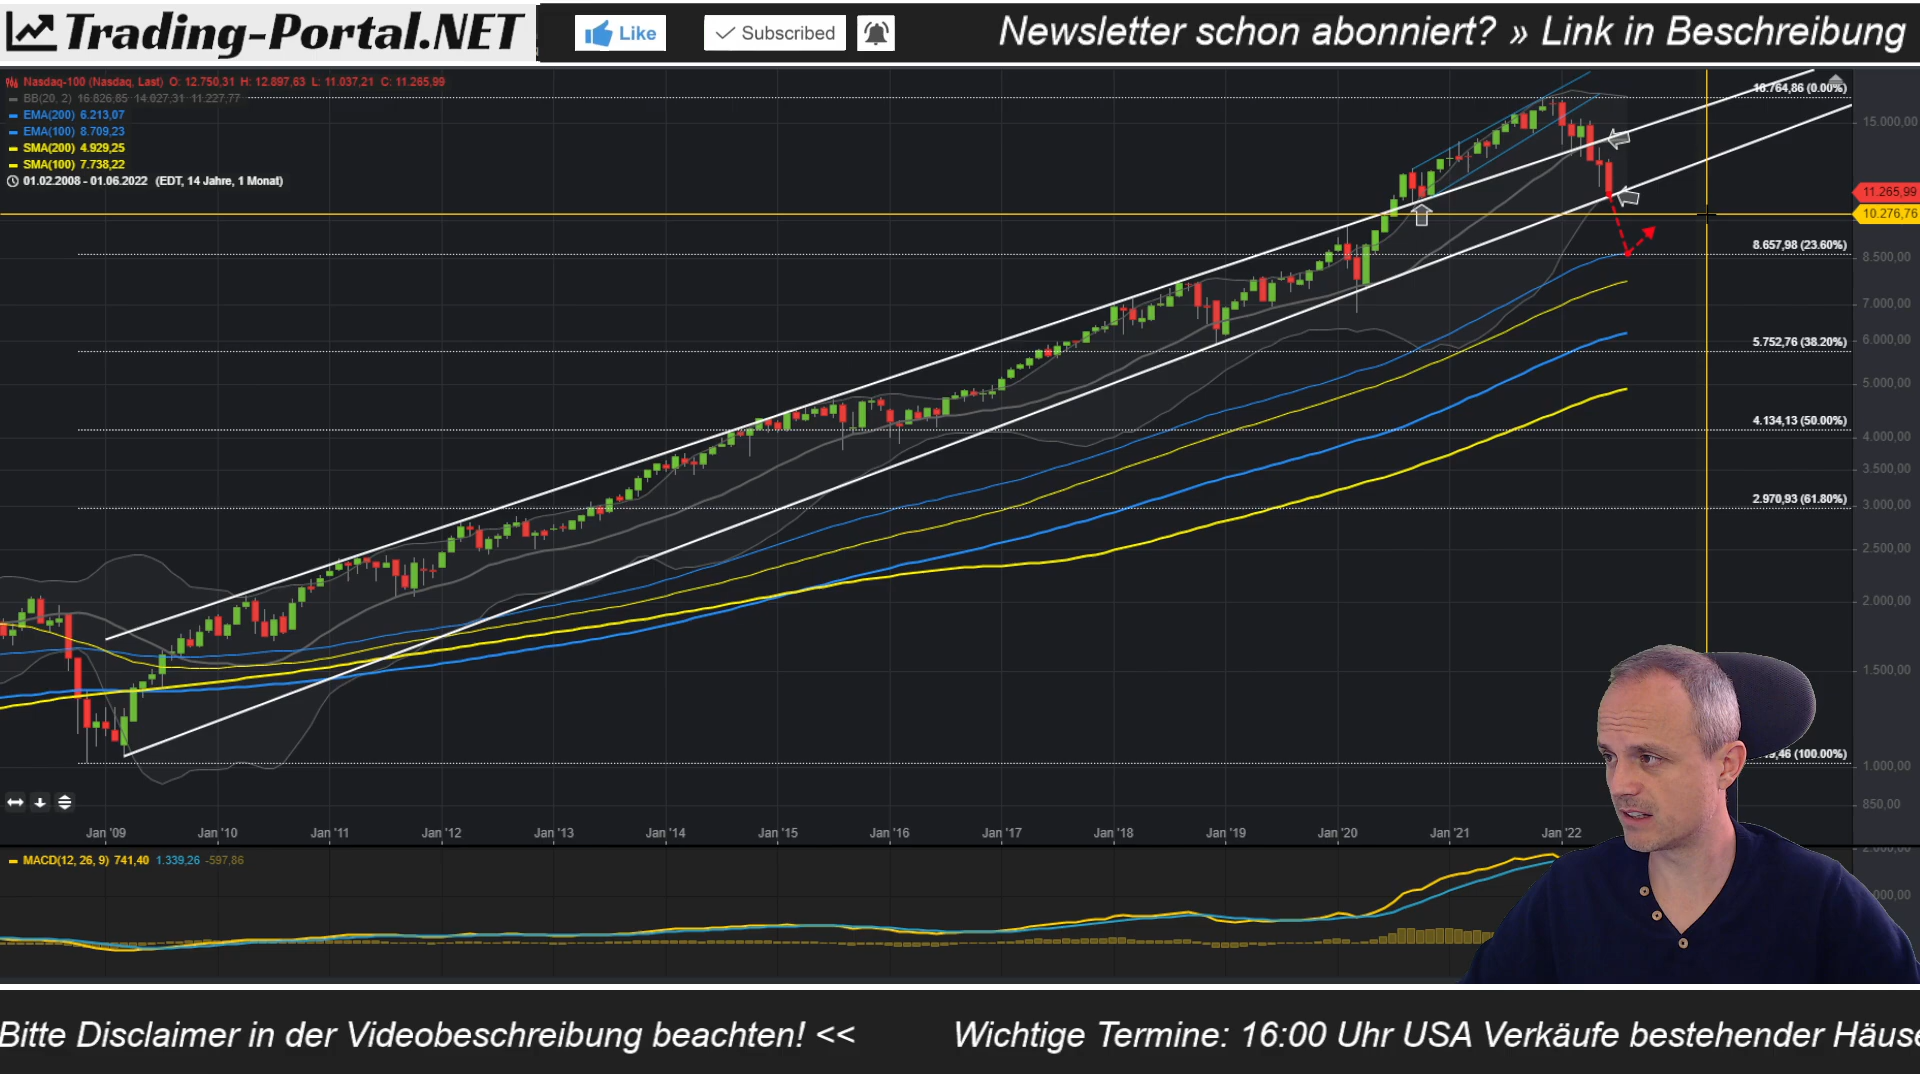 Trading-Portal.NET
Like
Subscribed
Newsletter schon abonniert? » Link in Beschreibung
Nasdaq-100 (Nasdaq, Last) O: 12.750,31 H: 12.897,63 L: 11.037,21 C: 11.265,99
BB(20, 2) 16.826,85 14.027,31 11.227,77
EMA(200) 6.213,07
EMA(100) 8.709,23
SMA(200) 4.929,25
SMA(100) 7.738,22
01.02.2008 - 01.06.2022 (EDT, 14 Jahre, 1 Monat)
16.764,86 (0.00%)
15.000,00
11.265,99
10.276,76
8.657,98 (23.60%)
8.500,00
7.000,00
5.752,76 (38.20%)
6.000,00
5.000,00
4.134,13 (50.00%)
4.000,00
3.500,00
2.970,93 (61.80%)
3.000,00
2.500,00
2.000,00
1.500,00
,46 (100.00%)
1.000,00
850,00
Jan '09 Jan '10 Jan '11 Jan '12 Jan '13 Jan '14 Jan '15 Jan '16 Jan '17 Jan '18 Jan '19 Jan '20 Jan '21 Jan '22
MACD(12, 26, 9) 741,40 1.339,26 -597,86
Bitte Disclaimer in der Videobeschreibung beachten! <<
Wichtige Termine: 16:00 Uhr USA Verkäufe bestehender Häuse